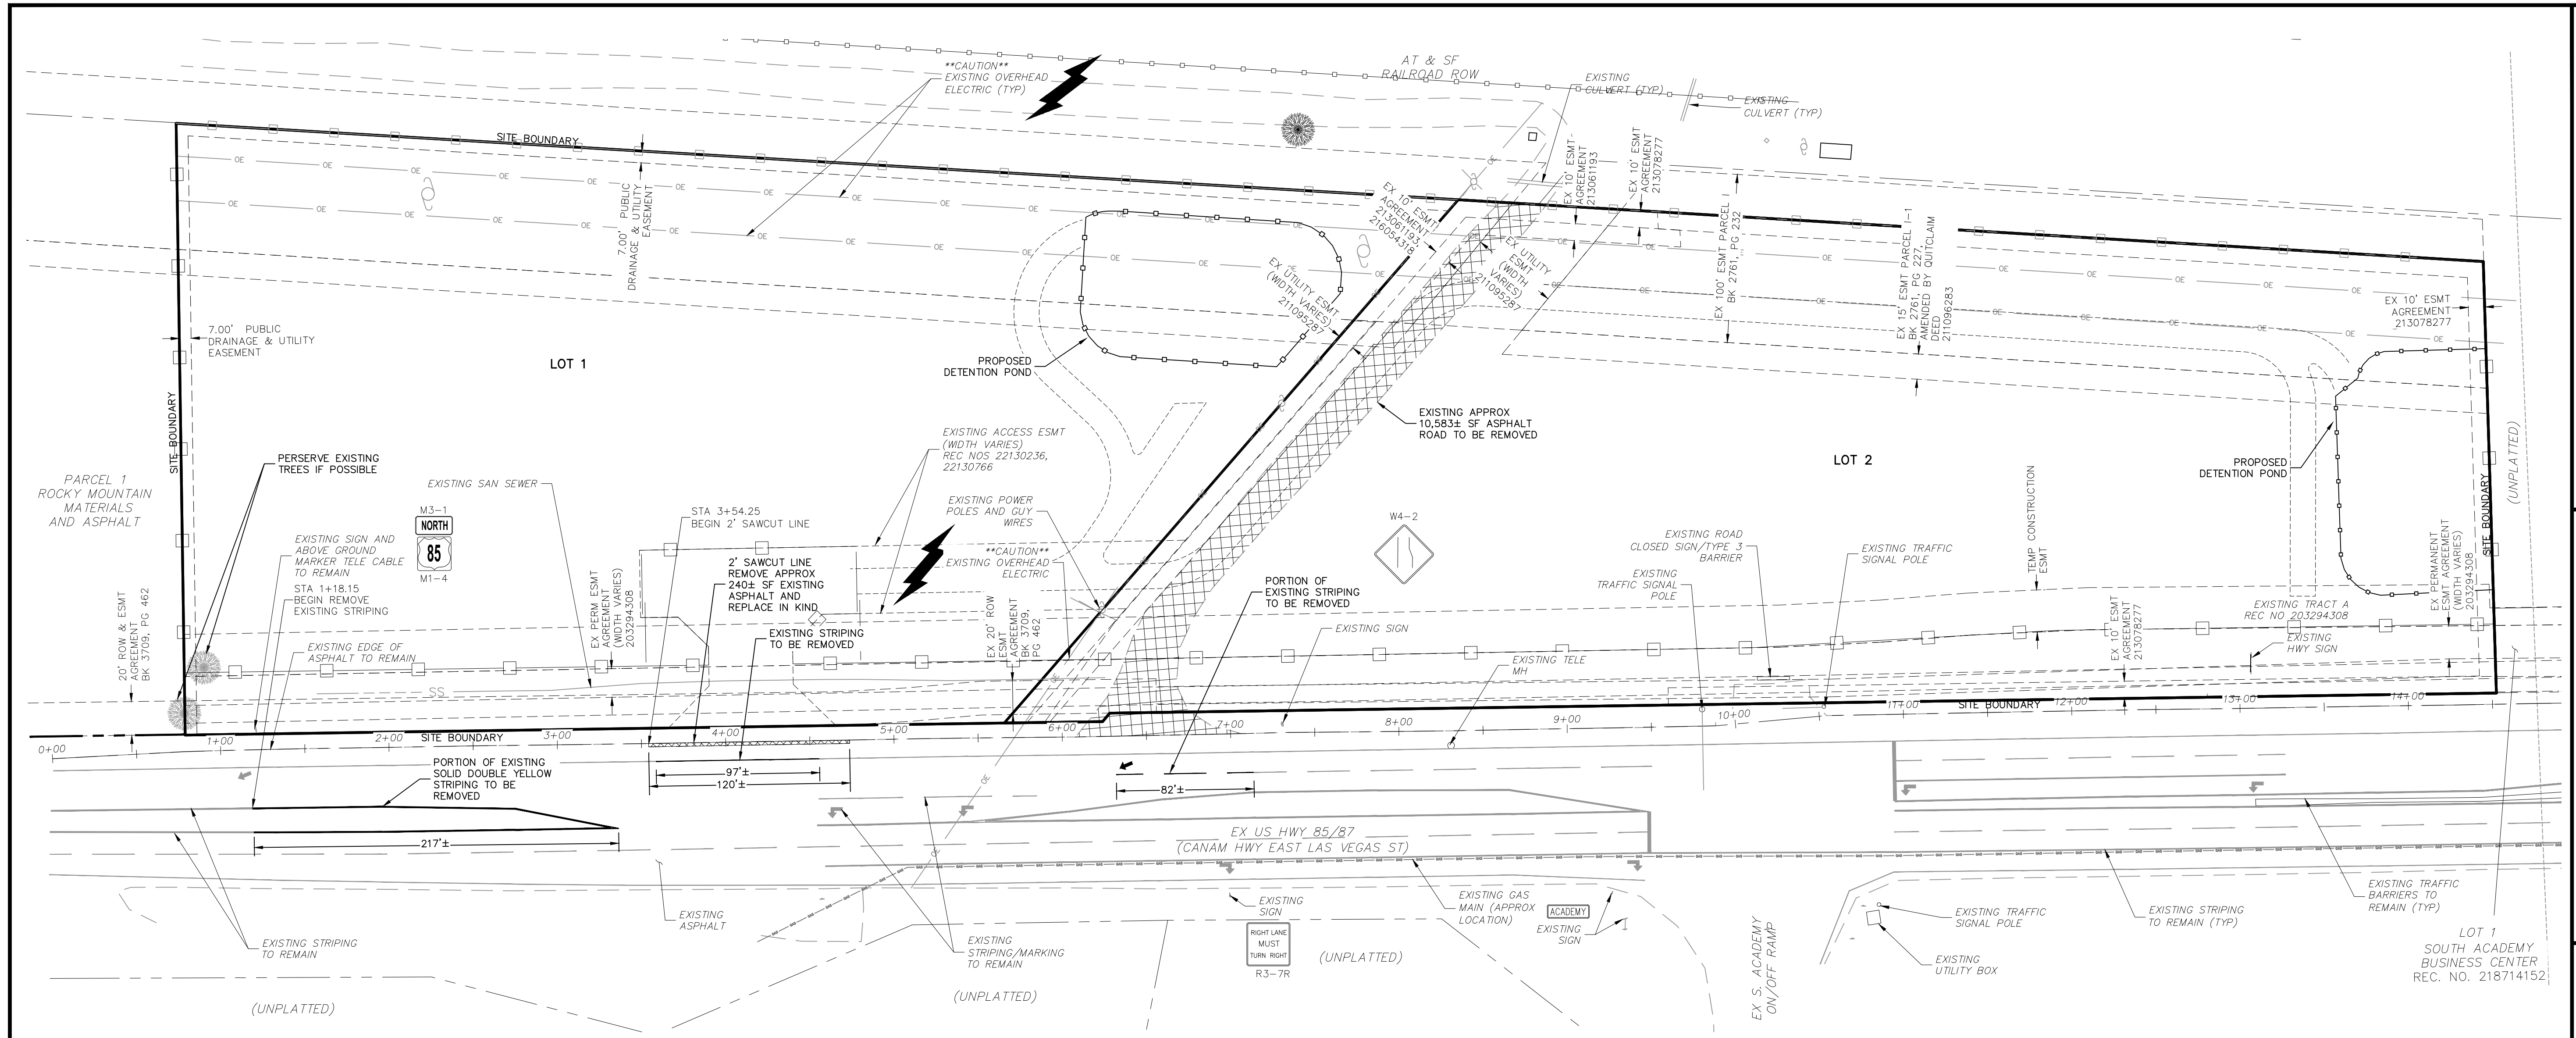 AT & SF
RAILROAD ROW
**CAUTION**
EXISTING OVERHEAD
ELECTRIC (TYP)
EXISTING
CULVERT (TYP)
EXISTING
CULVERT (TYP)
SITE BOUNDARY
OE OE OE OE OE OE OE
7.00' PUBLIC
DRAINAGE & UTILITY
EASEMENT
EX 10' ESMT
AGREEMENT
213061193,
216054318
EX 10' ESMT
AGREEMENT
213061193
EX 10' ESMT
AGREEMENT
213078277
EX UTILITY ESMT
(WIDTH VARIES)
211095287
EX UTILITY
ESMT
(WIDTH
VARIES)
211095287
EX 100' ESMT PARCEL I
BK 2761, PG 232
EX 15' ESMT PARCEL I-1
BK 2761, PG 227,
AMENDED BY QUITCLAIM
DEED
211096283
EX 10' ESMT
AGREEMENT
213078277
7.00' PUBLIC
DRAINAGE & UTILITY
EASEMENT
LOT 1
PROPOSED
DETENTION POND
EXISTING APPROX
10,583± SF ASPHALT
ROAD TO BE REMOVED
LOT 2
PROPOSED
DETENTION POND
(UNPLATTED)
SITE BOUNDARY
SITE BOUNDARY
PERSERVE EXISTING
TREES IF POSSIBLE
PARCEL 1
ROCKY MOUNTAIN
MATERIALS
AND ASPHALT
EXISTING SAN SEWER
M3-1
NORTH
85
M1-4
EXISTING ACCESS ESMT
(WIDTH VARIES)
REC NOS 22130236,
22130766
EXISTING POWER
POLES AND GUY
WIRES
STA 3+54.25
BEGIN 2' SAWCUT LINE
2' SAWCUT LINE
REMOVE APPROX
240± SF EXISTING
ASPHALT AND
REPLACE IN KIND
**CAUTION**
EXISTING OVERHEAD
ELECTRIC
W4-2
EXISTING ROAD
CLOSED SIGN/TYPE 3
BARRIER
EXISTING
TRAFFIC SIGNAL
POLE
EXISTING TRAFFIC
SIGNAL POLE
TEMP CONSTRUCTION
ESMT
EX PERMANENT
ESMT AGREEMENT
(WIDTH VARIES)
203294308
EXISTING TRACT A
REC NO 203294308
EXISTING
HWY SIGN
EX 10' ESMT
AGREEMENT
213078277
EXISTING SIGN AND
ABOVE GROUND
MARKER TELE CABLE
TO REMAIN
STA 1+18.15
BEGIN REMOVE
EXISTING STRIPING
EXISTING EDGE OF
ASPHALT TO REMAIN
20' ROW & ESMT
AGREEMENT
BK 3709, PG 462
EX PERM ESMT
AGREEMENT
(WIDTH VARIES)
203294308
EXISTING STRIPING
TO BE REMOVED
EX 20' ROW
ESMT
AGREEMENT
BK 3709,
PG 462
PORTION OF
EXISTING STRIPING
TO BE REMOVED
EXISTING SIGN
EXISTING TELE
MH
SS
0+00 1+00 2+00 3+00 4+00 5+00 6+00 7+00 8+00 9+00 10+00 11+00 12+00 13+00 14+00
SITE BOUNDARY
SITE BOUNDARY
PORTION OF EXISTING
SOLID DOUBLE YELLOW
STRIPING TO BE
REMOVED
97'±
120'±
82'±
217'±
EX US HWY 85/87
(CANAM HWY EAST LAS VEGAS ST)
EXISTING STRIPING
TO REMAIN
EXISTING
ASPHALT
EXISTING
STRIPING/MARKING
TO REMAIN
EXISTING
SIGN
RIGHT LANE
MUST
TURN RIGHT
R3-7R
EXISTING GAS
MAIN (APPROX
LOCATION)
ACADEMY
EXISTING
SIGN
EX S. ACADEMY
ON/OFF RAMP
EXISTING TRAFFIC
SIGNAL POLE
EXISTING
UTILITY BOX
EXISTING STRIPING
TO REMAIN (TYP)
EXISTING TRAFFIC
BARRIERS TO
REMAIN (TYP)
LOT 1
SOUTH ACADEMY
BUSINESS CENTER
REC. NO. 218714152
(UNPLATTED)
(UNPLATTED)
(UNPLATTED)